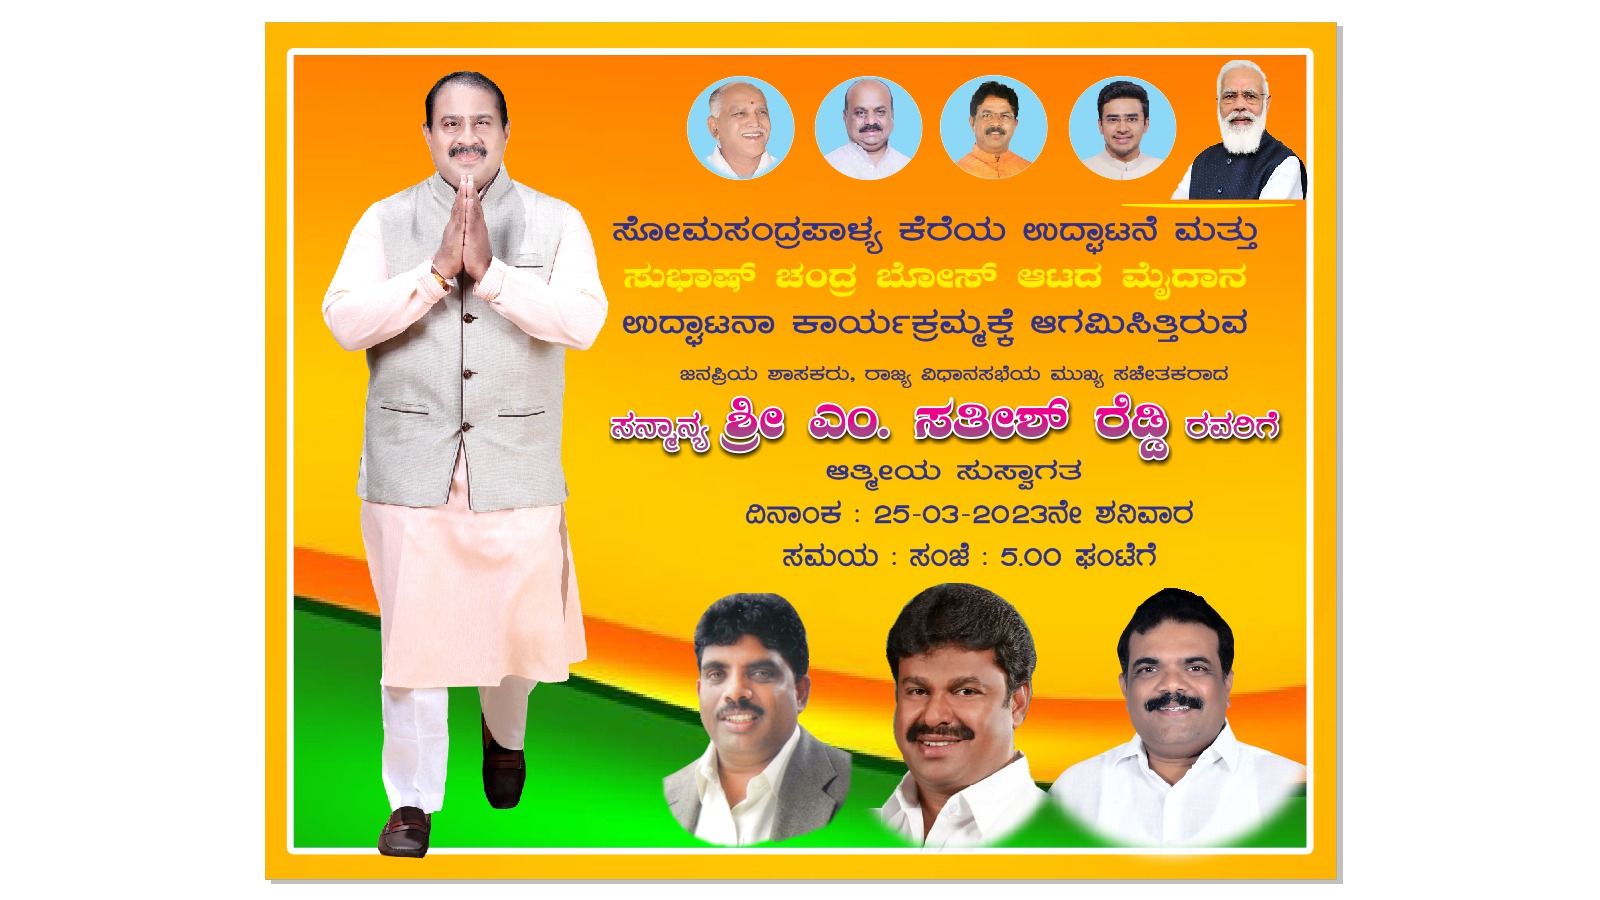 ಸೋಮಸಂದ್ರಪಾಳ್ಯ ಕೆರೆಯ ಉದ್ಘಾಟನೆ ಮತ್ತು
ಸುಭಾಷ್ ಚಂದ್ರ ಬೋಸ್ ಆಟದ ಮೈದಾನ
ಉದ್ಘಾಟನಾ ಕಾರ್ಯಕ್ರಮ್ಮಕ್ಕೆ ಆಗಮಿಸಿತ್ತಿರುವ
ಜನಪ್ರಿಯ ಶಾಸಕರು, ರಾಜ್ಯ ವಿಧಾನಸಭೆಯ ಮುಖ್ಯ ಸಚೇತಕರಾದ
ಸನ್ಮಾನ್ಯ ಶ್ರೀ ಎಂ. ಸತೀಶ್ ರೆಡ್ಡಿ ರವರಿಗೆ
ಆತ್ಮೀಯ ಸುಸ್ವಾಗತ
ದಿನಾಂಕ : 25-03-2023ನೇ ಶನಿವಾರ
ಸಮಯ : ಸಂಜೆ : 5.00 ಘಂಟೆಗೆ